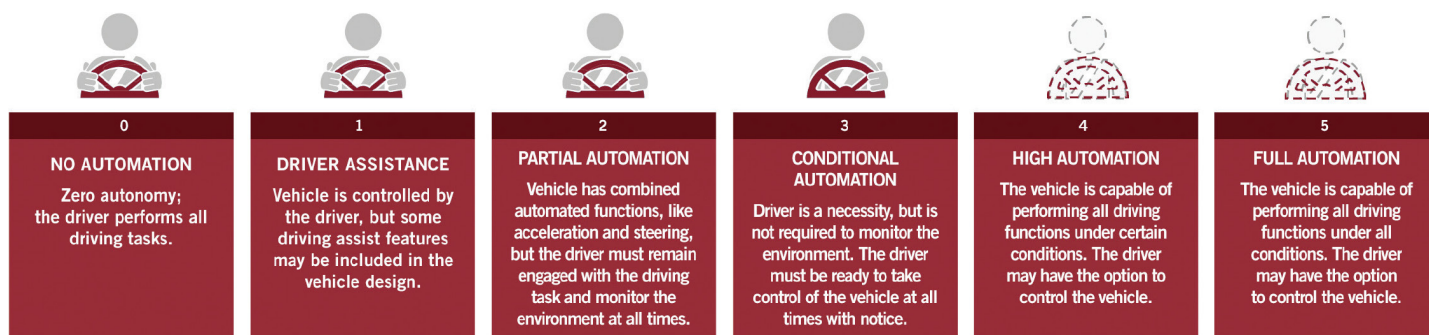 0
NO AUTOMATION
Zero autonomy;
the driver performs all
driving tasks.
1
DRIVER ASSISTANCE
Vehicle is controlled by
the driver, but some
driving assist features
may be included in the
vehicle design.
2
PARTIAL AUTOMATION
Vehicle has combined
automated functions, like
acceleration and steering,
but the driver must remain
engaged with the driving
task and monitor the
environment at all times.
3
CONDITIONAL
AUTOMATION
Driver is a necessity, but is
not required to monitor the
environment. The driver
must be ready to take
control of the vehicle at all
times with notice.
4
HIGH AUTOMATION
The vehicle is capable of
performing all driving
functions under certain
conditions. The driver
may have the option to
control the vehicle.
5
FULL AUTOMATION
The vehicle is capable of
performing all driving
functions under all
conditions. The driver
may have the option
to control the vehicle.